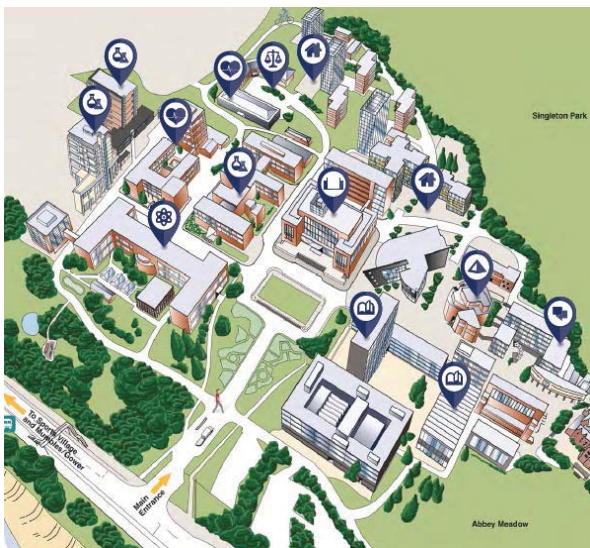 Singleton Park
To Sports Village
and Mumbles/Gower
Main
Entrance
Abbey Meadow